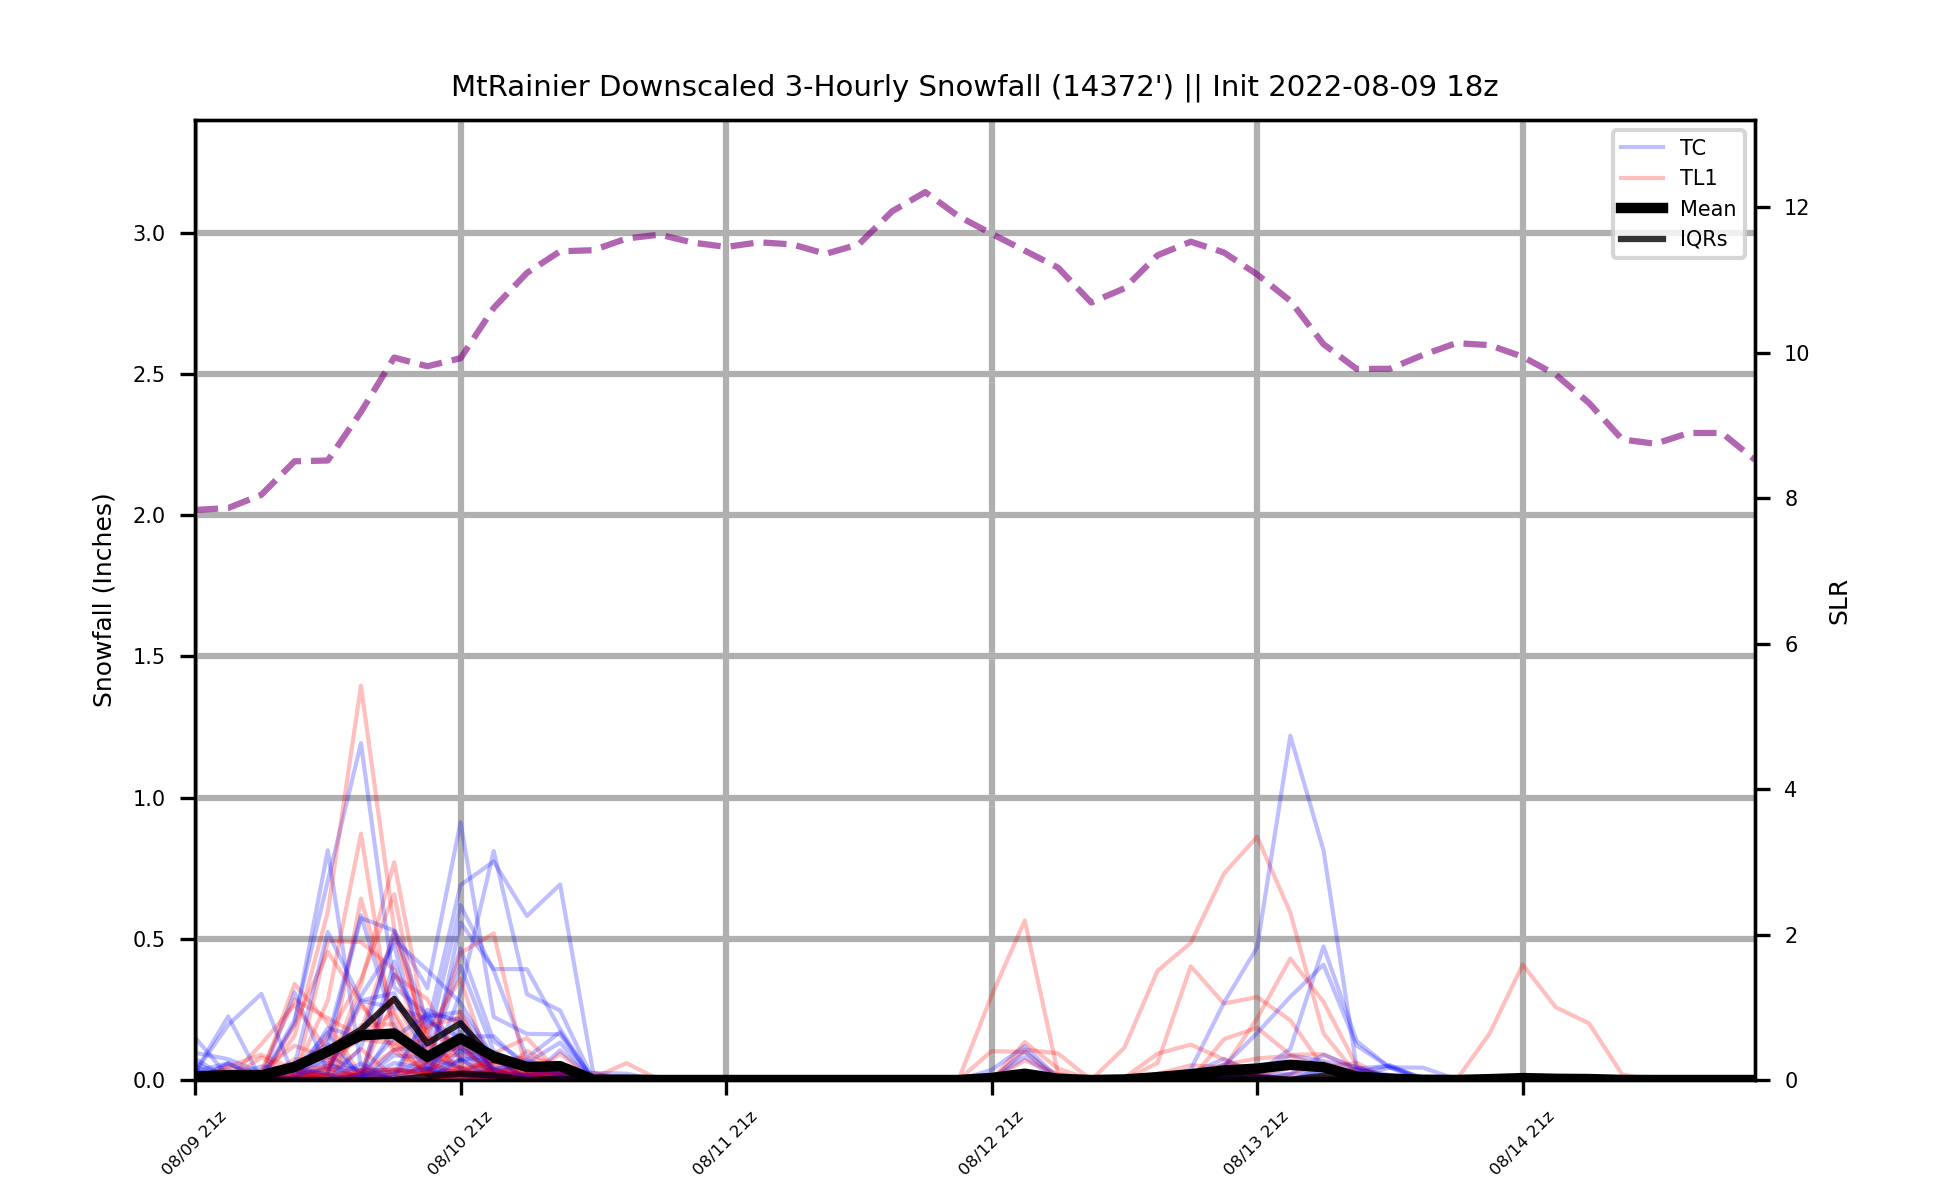 MtRainier Downscaled 3-Hourly Snowfall (14372') || Init 2022-08-09 18z
TC
TL1
Mean
IQRs
Snowfall (Inches)
3.0
2.5
2.0
1.5
1.0
0.5
0.0
12
10
8
6
4
2
0
SLR
08/09 21z
08/10 21z
08/11 21z
08/12 21z
08/13 21z
08/14 21z